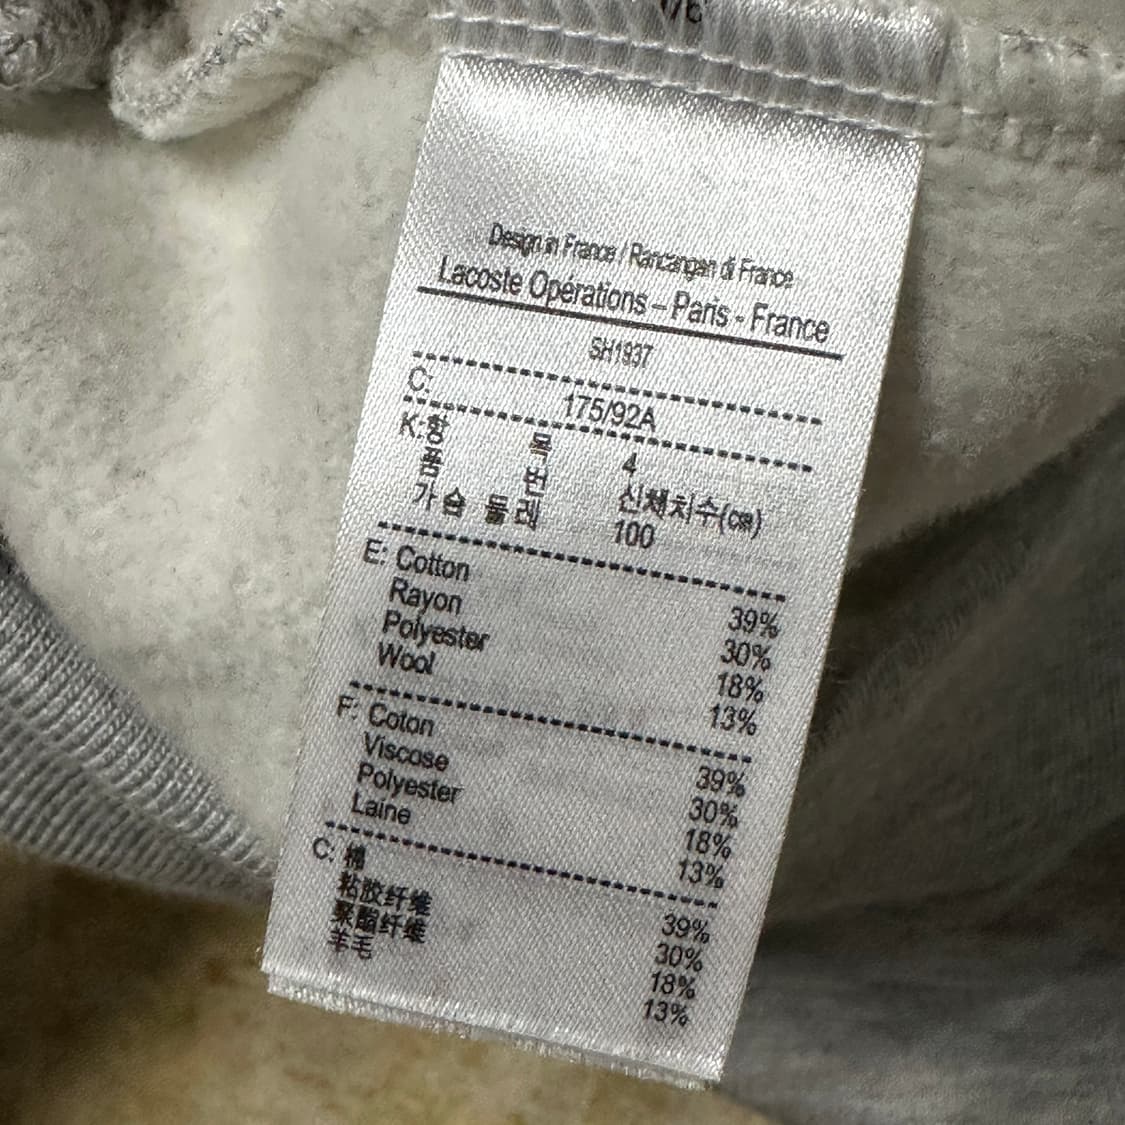 Design in France / Rancangan di France
Lacoste Opérations – Paris - France
SH1937
C: 175/92A
K: 항 몸 4
품 번 신체치수(㎝)
가슴 둘레 100
E: Cotton 39%
Rayon 30%
Polyester 18%
Wool 13%
F: Coton 39%
Viscose 30%
Polyester 18%
Laine 13%
C: 棉 39%
粘胶纤维 30%
聚酯纤维 18%
羊毛 13%